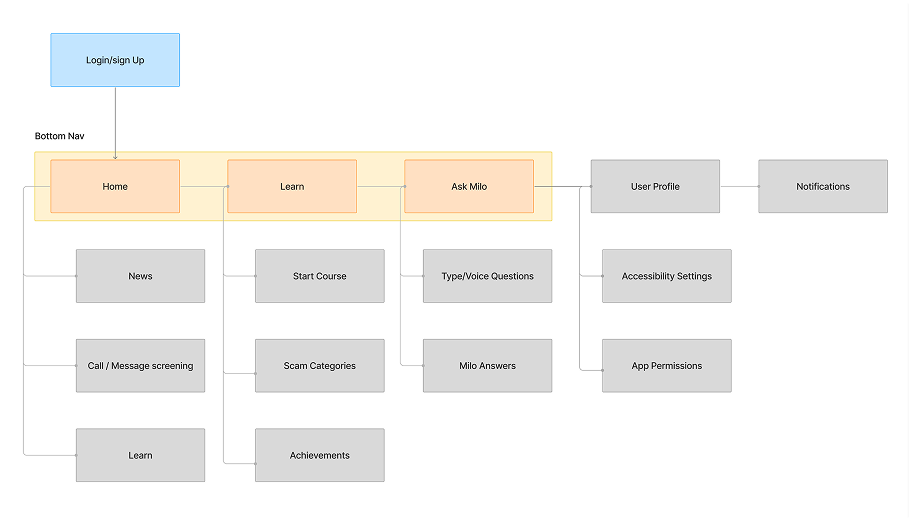 Login/sign Up
Bottom Nav
Home
Learn
Ask Milo
User Profile
Notifications
News
Start Course
Type/Voice Questions
Accessibility Settings
Call / Message screening
Scam Categories
Milo Answers
App Permissions
Learn
Achievements